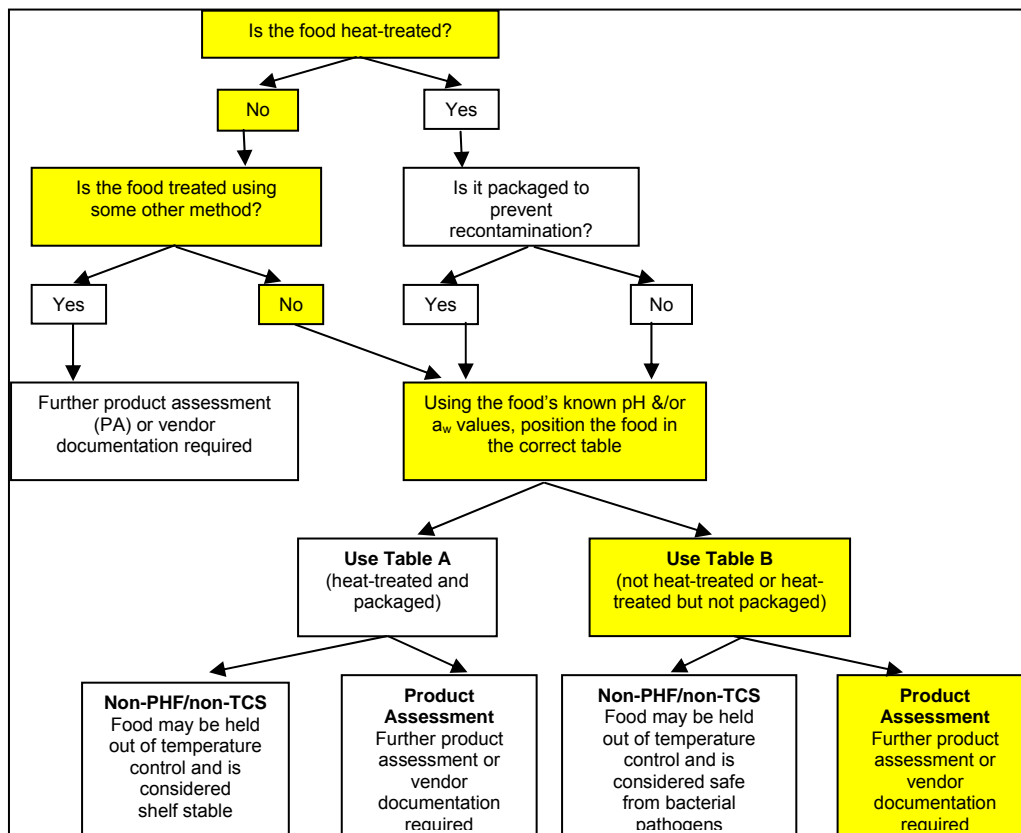 Is the food heat-treated?
No
Yes
Is the food treated using
some other method?
Is it packaged to
prevent
recontamination?
Yes
No
Yes
No
Further product assessment
(PA) or vendor
documentation required
Using the food's known pH &/or
aw values, position the food in
the correct table
Use Table A
(heat-treated and
packaged)
Use Table B
(not heat-treated or heat-
treated but not packaged)
Non-PHF/non-TCS
Food may be held
out of temperature
control and is
considered
shelf stable
Product
Assessment
Further product
assessment or
vendor
documentation
required
Non-PHF/non-TCS
Food may be held
out of temperature
control and is
considered safe
from bacterial
pathogens
Product
Assessment
Further product
assessment or
vendor
documentation
required